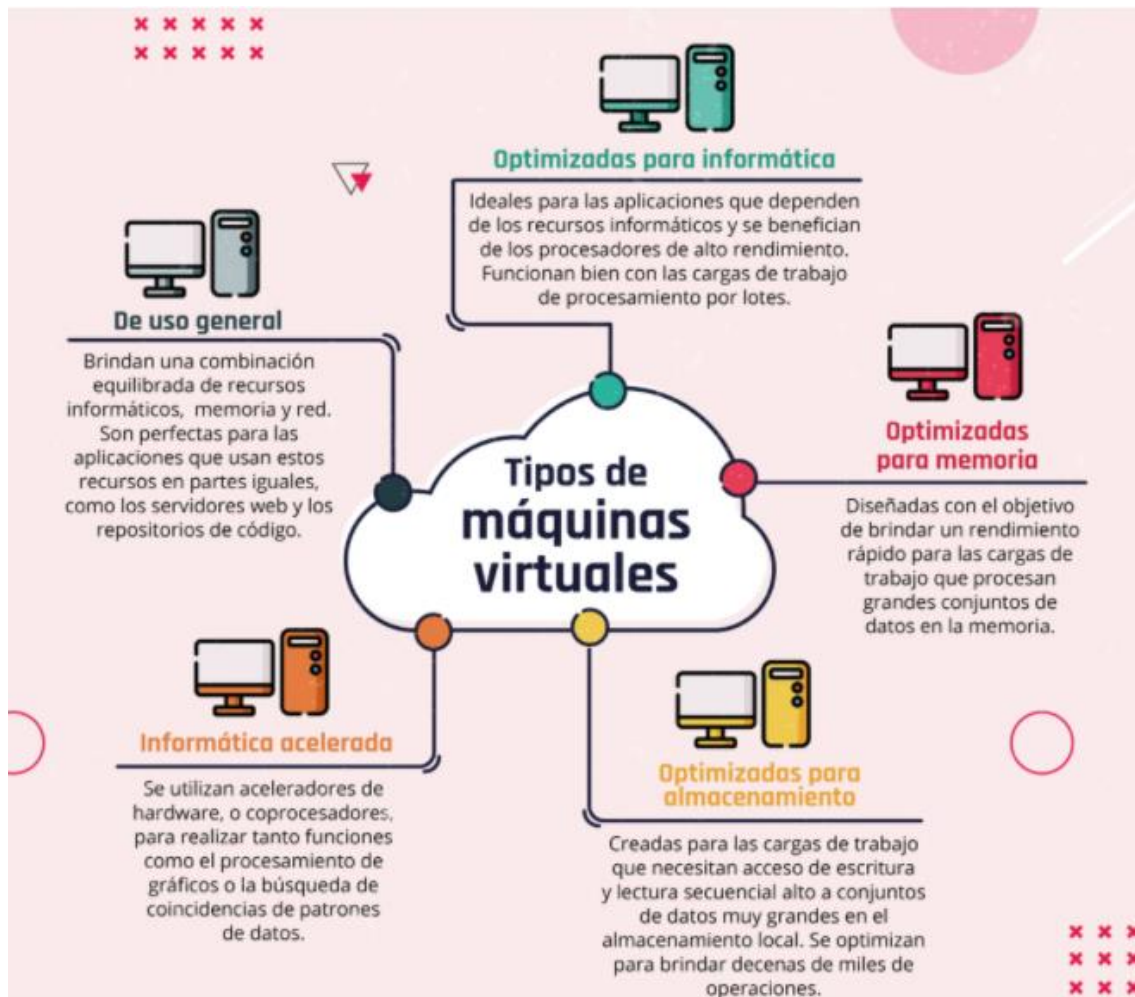 Tipos de
máquinas
virtuales
Optimizadas para informática
Ideales para las aplicaciones que dependen
de los recursos informáticos y se benefician
de los procesadores de alto rendimiento.
Funcionan bien con las cargas de trabajo
de procesamiento por lotes.
De uso general
Brindan una combinación
equilibrada de recursos
informáticos, memoria y red.
Son perfectas para las
aplicaciones que usan estos
recursos en partes iguales,
como los servidores web y los
repositorios de código.
Optimizadas
para memoria
Diseñadas con el objetivo
de brindar un rendimiento
rápido para las cargas de
trabajo que procesan
grandes conjuntos de
datos en la memoria.
Informática acelerada
Se utilizan aceleradores de
hardware, o coprocesadores,
para realizar tanto funciones
como el procesamiento de
gráficos o la búsqueda de
coincidencias de patrones
de datos.
Optimizadas para
almacenamiento
Creadas para las cargas de trabajo
que necesitan acceso de escritura
y lectura secuencial alto a conjuntos
de datos muy grandes en el
almacenamiento local. Se optimizan
para brindar decenas de miles de
operaciones.